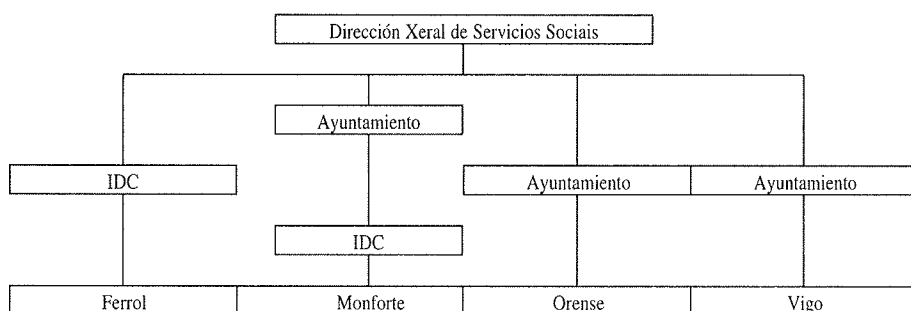 Dirección Xeral de Servicios Sociais
Ayuntamiento
IDC
Ayuntamiento
Ayuntamiento
IDC
Ferrol
Monforte
Orense
Vigo